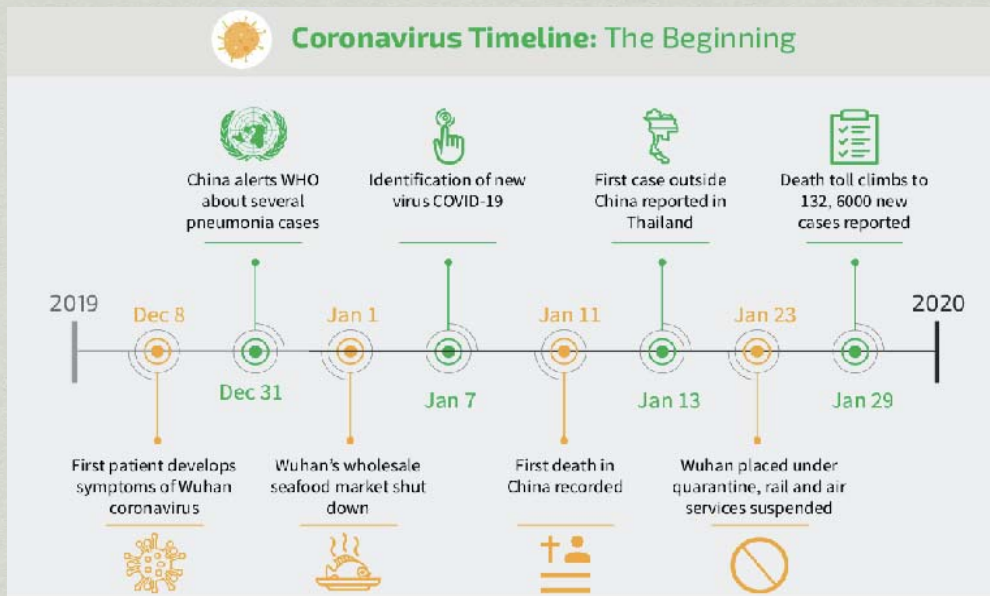 Coronavirus Timeline: The Beginning
China alerts WHO
about several
pneumonia cases
Identification of new
virus COVID-19
First case outside
China reported in
Thailand
Death toll climbs to
132, 6000 new
cases reported
2019
Dec 8
Jan 1
Jan 11
Jan 23
2020
Dec 31
Jan 7
Jan 13
Jan 29
First patient develops
symptoms of Wuhan
coronavirus
Wuhan's wholesale
seafood market shut
down
First death in
China recorded
Wuhan placed under
quarantine, rail and air
services suspended